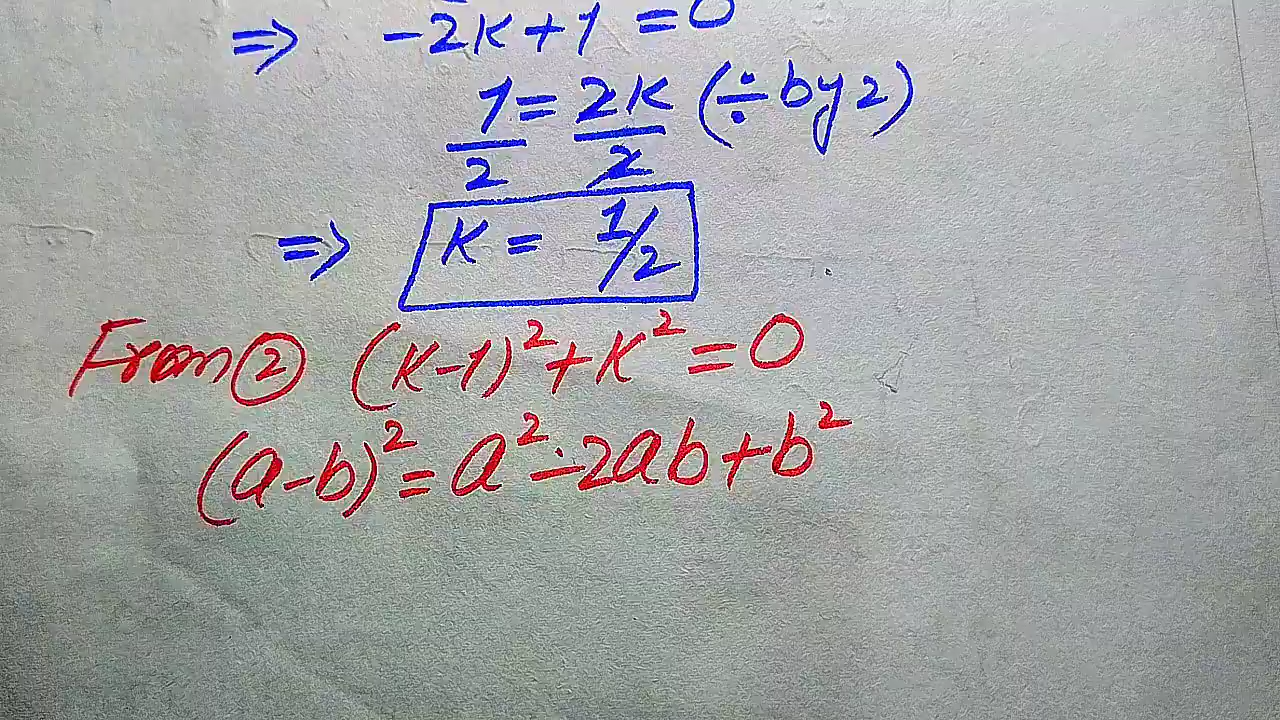 ⇒ -2k+1=0
1/2 = 2k/2 (÷ by 2)
⇒ k = 1/2
From ② (k-1)²+k²=0
(a-b)²=a²-2ab+b²